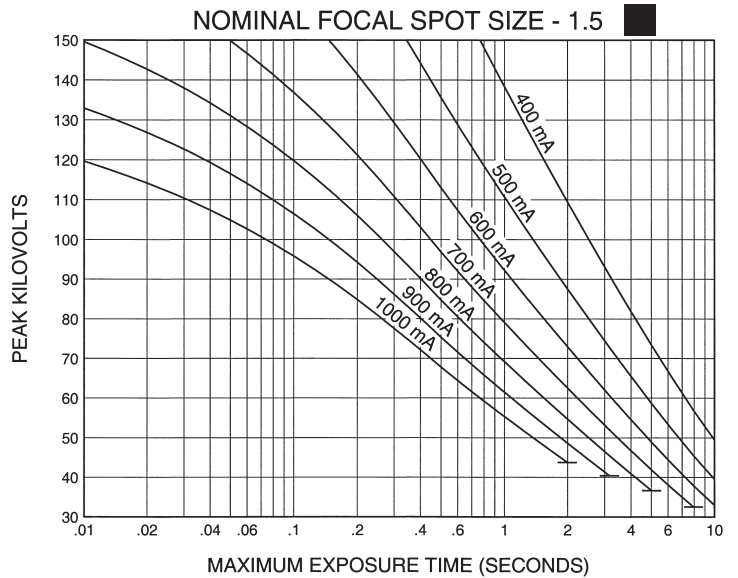 NOMINAL FOCAL SPOT SIZE - 1.5
150
140
130
120
110
100
90
80
70
60
50
40
30
PEAK KILOVOLTS
400 mA
500 mA
600 mA
700 mA
800 mA
900 mA
1000 mA
.01 .02 .04 .06 .1 .2 .4 .6 1 2 4 6 10
MAXIMUM EXPOSURE TIME (SECONDS)